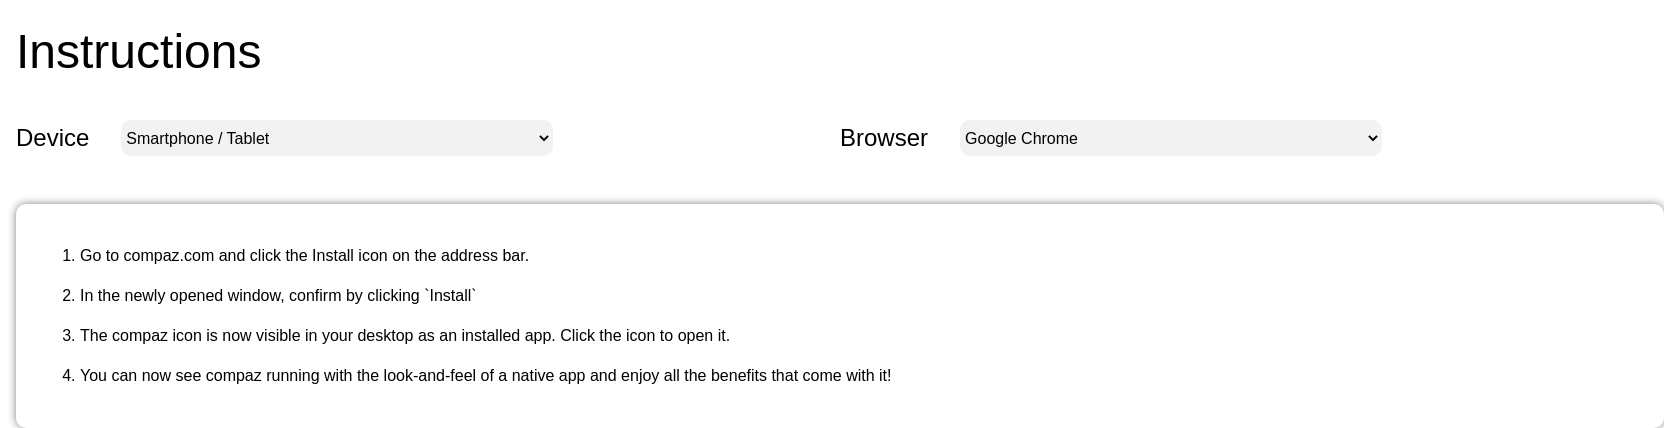 Instructions
Device Smartphone / Tablet Browser Google Chrome
1. Go to compaz.com and click the Install icon on the address bar.
2. In the newly opened window, confirm by clicking `Install`
3. The compaz icon is now visible in your desktop as an installed app. Click the icon to open it.
4. You can now see compaz running with the look-and-feel of a native app and enjoy all the benefits that come with it!